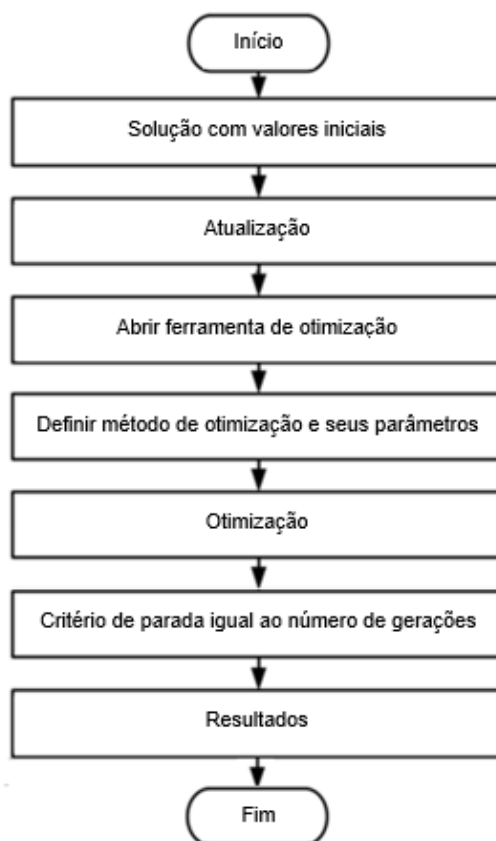 Início
Solução com valores iniciais
Atualização
Abrir ferramenta de otimização
Definir método de otimização e seus parâmetros
Otimização
Critério de parada igual ao número de gerações
Resultados
Fim